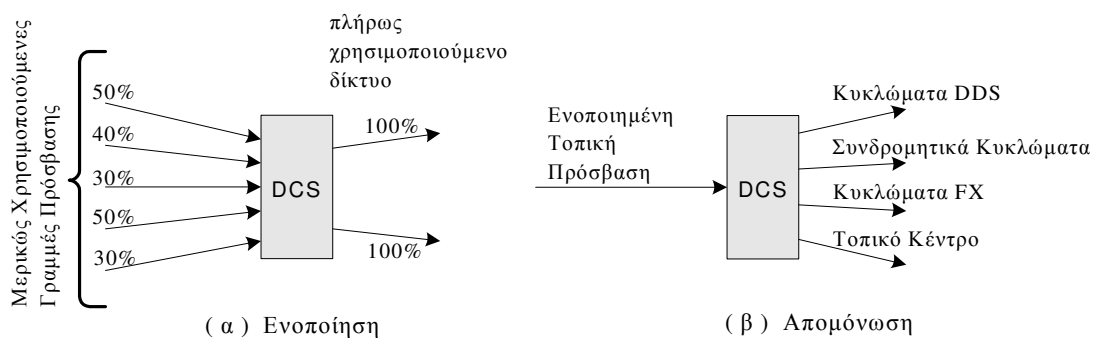 Μερικώς Χρησιμοποιούμενες
Γραμμές Πρόσβασης
50%
40%
30%
50%
30%
DCS
πλήρως
χρησιμοποιούμενο
δίκτυο
100%
100%
( α ) Ενοποίηση
Ενοποιημένη
Τοπική
Πρόσβαση
DCS
Κυκλώματα DDS
Συνδρομητικά Κυκλώματα
Κυκλώματα FX
Τοπικό Κέντρο
( β ) Απομόνωση